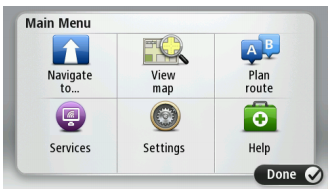 Main Menu
A B
Navigate to...
View map
Plan route
Services
Settings
Help
Done